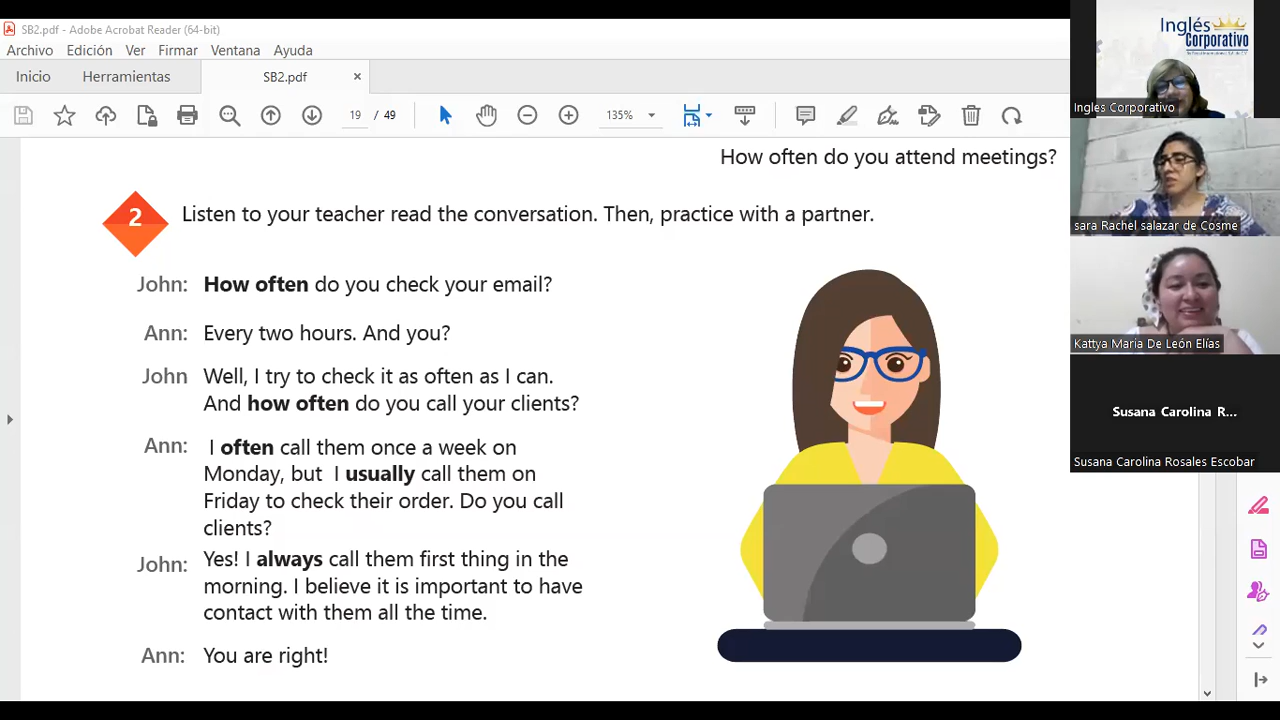 SB2.pdf - Adobe Acrobat Reader (64-bit)
Archivo Edición Ver Firmar Ventana Ayuda
Inicio Herramientas SB2.pdf ×
19 / 49 135%
How often do you attend meetings?
2 Listen to your teacher read the conversation. Then, practice with a partner.
John: How often do you check your email?
Ann: Every two hours. And you?
John Well, I try to check it as often as I can.
And how often do you call your clients?
Ann: I often call them once a week on
Monday, but I usually call them on
Friday to check their order. Do you call
clients?
John: Yes! I always call them first thing in the
morning. I believe it is important to have
contact with them all the time.
Ann: You are right!
Inglés
Corporativo
Ingles Corporativo
sara Rachel salazar de Cosme
Kattya María De León Elías
Susana Carolina R...
Susana Carolina Rosales Escobar